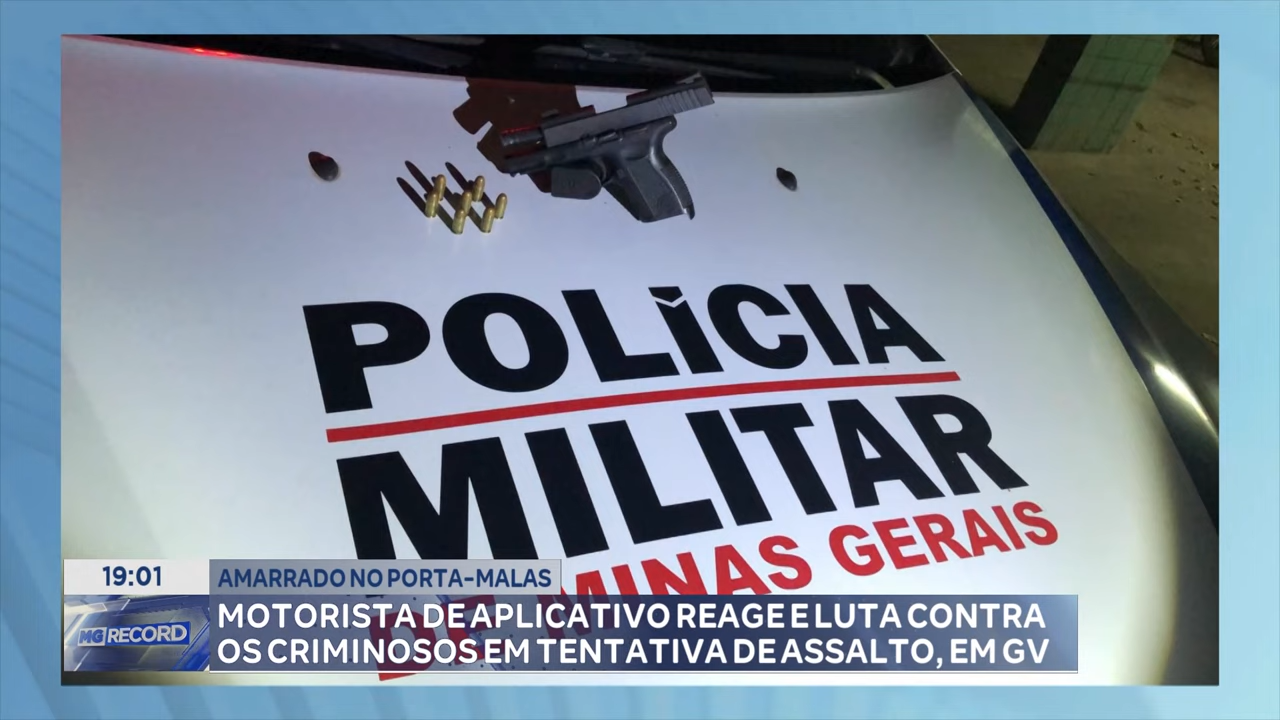 POLÍCIA
MILITAR
DE MINAS GERAIS
19:01
AMARRADO NO PORTA-MALAS
MG RECORD
MOTORISTA DE APLICATIVO REAGE E LUTA CONTRA
OS CRIMINOSOS EM TENTATIVA DE ASSALTO, EM GV